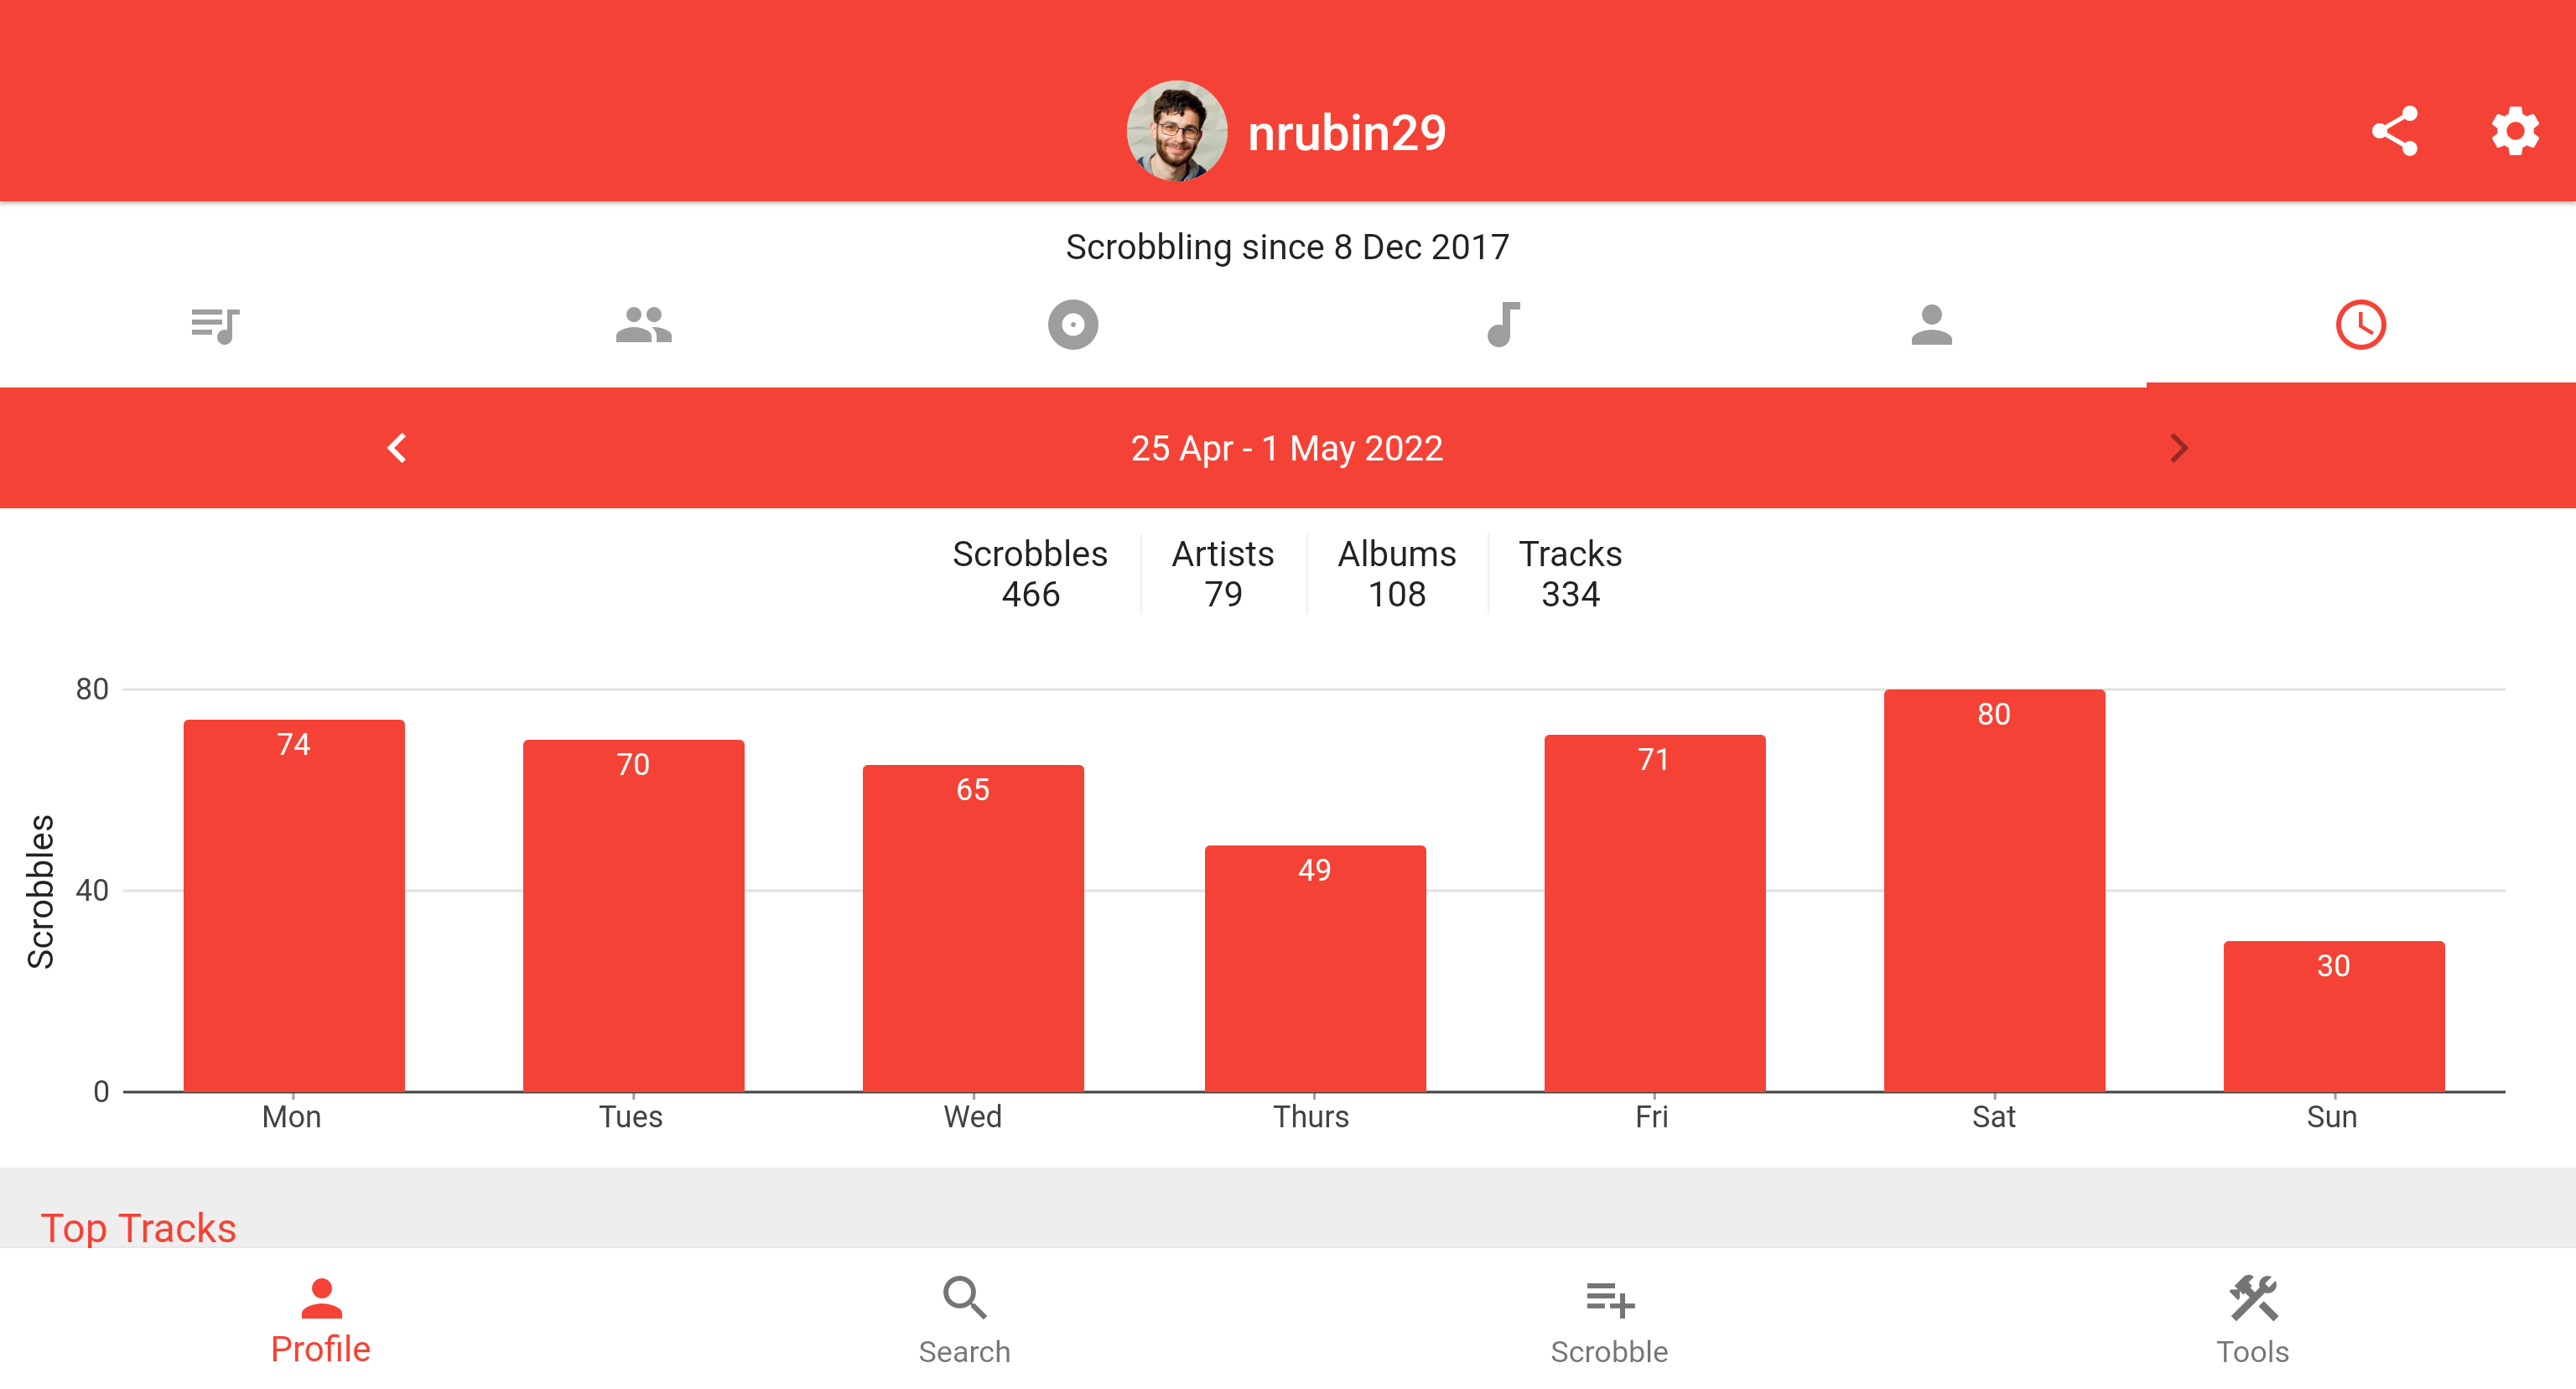 nrubin29
Scrobbling since 8 Dec 2017
25 Apr - 1 May 2022
Scrobbles Artists Albums Tracks
466 79 108 334
80
40
0
Scrobbles
74 70 65 49 71 80 30
Mon Tues Wed Thurs Fri Sat Sun
Top Tracks
Profile Search Scrobble Tools